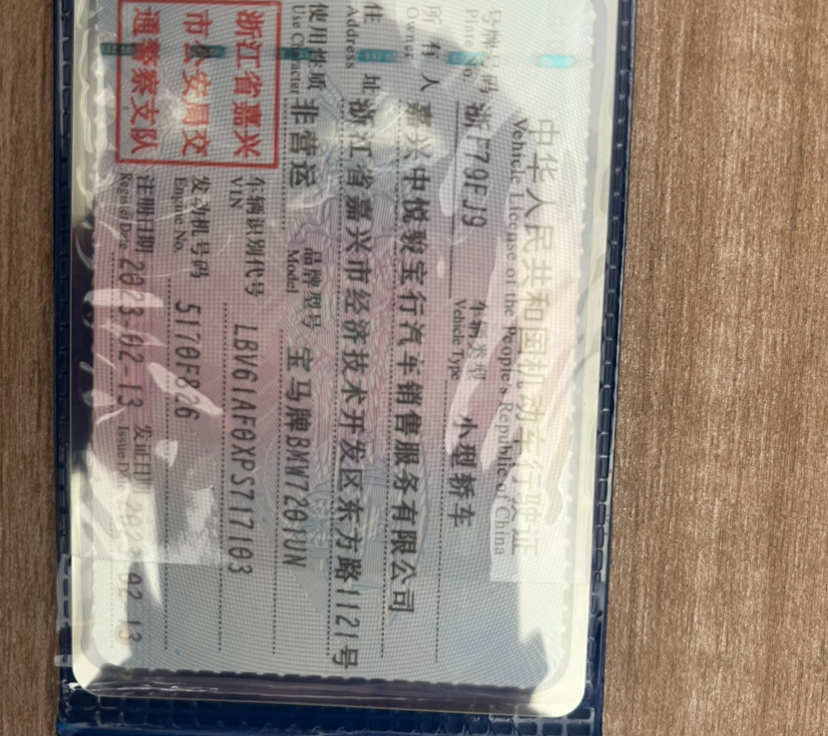 中华人民共和国机动车行驶证
Vehicle License of the People's Republic of China
号牌号码 浙F79FJ9 车辆类型 小型轿车
Plate No. Vehicle Type
所有人 嘉兴中悦骏宝行汽车销售服务有限公司
Owner
住址 浙江省嘉兴市经济技术开发区东方路1121号
Address
使用性质 非营运 品牌型号 宝马牌BMW7201UN
Use Character Model
浙江省嘉兴
市公安局交
通警察支队
车辆识别代号 LBV61AF0XPS717103
VIN
发动机号码 5170F826
Engine No.
注册日期 2023-02-13 发证日期 2023-02-13
Register Date Issue Date